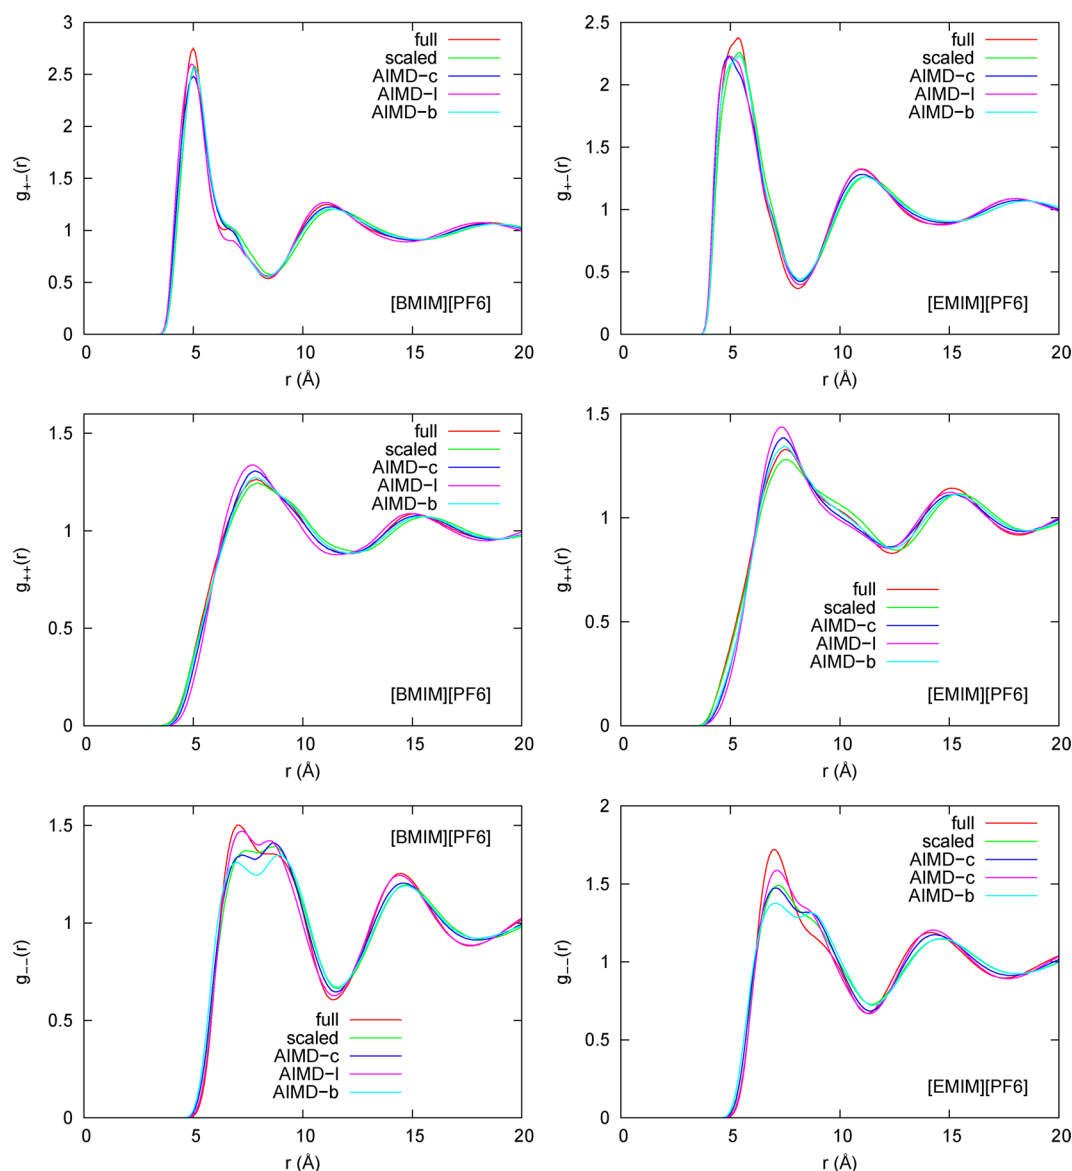 3
2.5
2
1.5
1
0.5
0
g+−(r)
full
scaled
AIMD−c
AIMD−l
AIMD−b
[BMIM][PF6]
0 5 10 15 20
r (Å)
2.5
2
1.5
1
0.5
0
g+−(r)
full
scaled
AIMD−c
AIMD−l
AIMD−b
[EMIM][PF6]
0 5 10 15 20
r (Å)
1.5
1
0.5
0
g++(r)
full
scaled
AIMD−c
AIMD−l
AIMD−b
[BMIM][PF6]
0 5 10 15 20
r (Å)
1.5
1
0.5
0
g++(r)
full
scaled
AIMD−c
AIMD−l
AIMD−b
[EMIM][PF6]
0 5 10 15 20
r (Å)
1.5
1
0.5
0
g−−(r)
[BMIM][PF6]
full
scaled
AIMD−c
AIMD−l
AIMD−b
0 5 10 15 20
r (Å)
2
1.5
1
0.5
0
g−−(r)
full
scaled
AIMD−c
AIMD−c
AIMD−b
[EMIM][PF6]
0 5 10 15 20
r (Å)